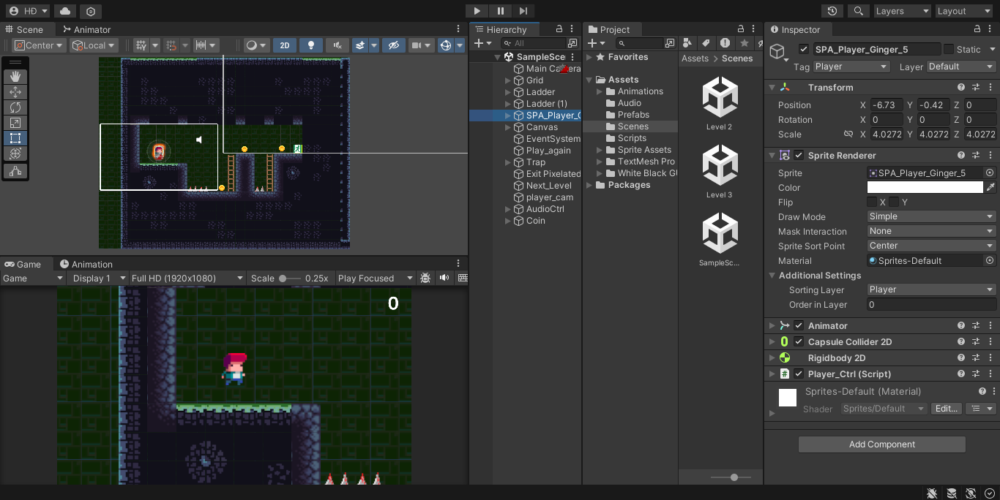 HD
Layers
Layout
Scene
Animator
Center
Local
2D
Game
Animation
Game
Display 1
Full HD (1920x1080)
Scale
0.25x
Play Focused
0
Hierarchy
All
SampleSce
Main Camera
Grid
Ladder
Ladder (1)
SPA_Player_G
Canvas
EventSystem
Play_again
Trap
Exit Pixelated
Next_Level
player_cam
AudioCtrl
Coin
Project
Favorites
Assets
Animations
Audio
Prefabs
Scenes
Scripts
Sprite Assets
TextMesh Pro
White Black GU
Packages
Assets > Scenes
Level 2
Level 3
SampleSc...
Inspector
SPA_Player_Ginger_5
Static
Tag Player
Layer Default
Transform
Position X -6.73 Y -0.42 Z 0
Rotation X 0 Y 0 Z 0
Scale X 4.0272 Y 4.0272 Z 4.0272
Sprite Renderer
Sprite SPA_Player_Ginger_5
Color
Flip X Y
Draw Mode Simple
Mask Interaction None
Sprite Sort Point Center
Material Sprites-Default
Additional Settings
Sorting Layer Player
Order in Layer 0
Animator
Capsule Collider 2D
Rigidbody 2D
# Player_Ctrl (Script)
Sprites-Default (Material)
Shader Sprites/Default Edit...
Add Component